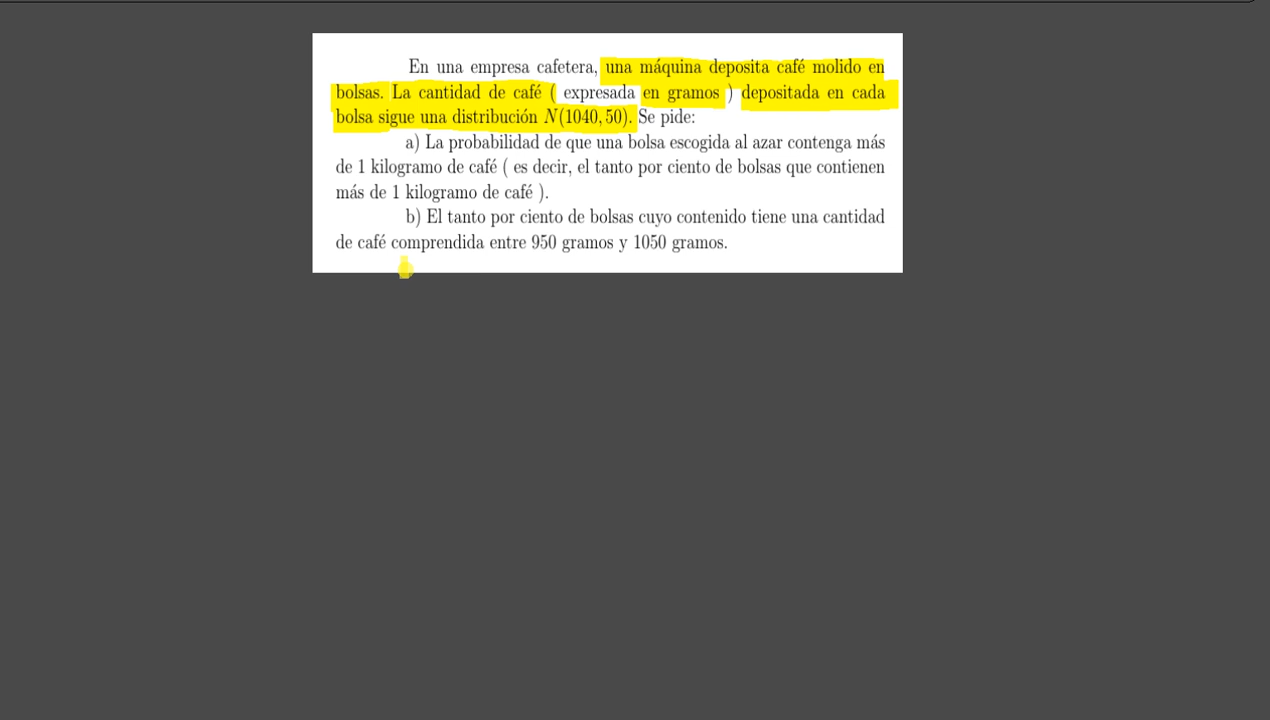 En una empresa cafetera, una máquina deposita café molido en
bolsas. La cantidad de café ( expresada en gramos ) depositada en cada
bolsa sigue una distribución N(1040, 50). Se pide:
a) La probabilidad de que una bolsa escogida al azar contenga más
de 1 kilogramo de café ( es decir, el tanto por ciento de bolsas que contienen
más de 1 kilogramo de café ).
b) El tanto por ciento de bolsas cuyo contenido tiene una cantidad
de café comprendida entre 950 gramos y 1050 gramos.